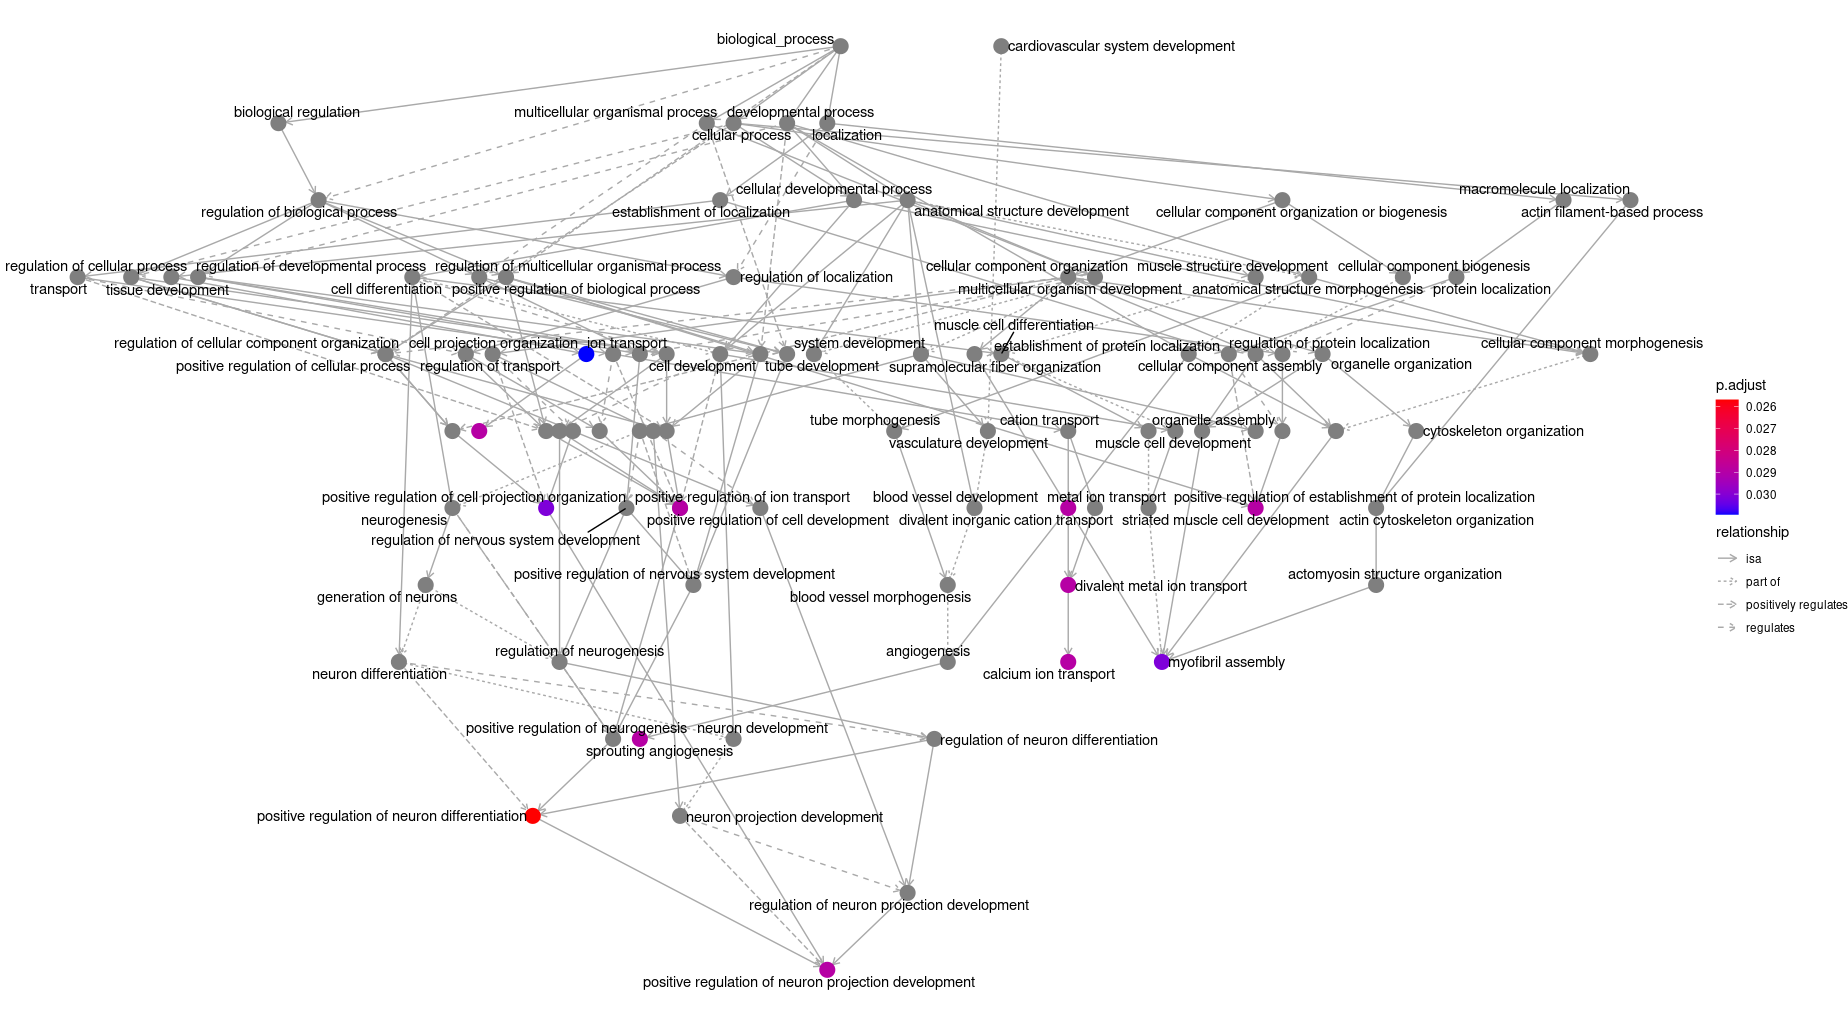 biological_process
cardiovascular system development
biological regulation
multicellular organismal process
developmental process
cellular process
localization
cellular developmental process
macromolecule localization
regulation of biological process
establishment of localization
anatomical structure development
cellular component organization or biogenesis
actin filament-based process
regulation of cellular process
regulation of developmental process
regulation of multicellular organismal process
regulation of localization
cellular component organization
muscle structure development
cellular component biogenesis
transport
tissue development
cell differentiation
positive regulation of biological process
multicellular organism development
anatomical structure morphogenesis
protein localization
muscle cell differentiation
regulation of cellular component organization
cell projection organization
ion transport
system development
establishment of protein localization
regulation of protein localization
cellular component morphogenesis
positive regulation of cellular process
regulation of transport
cell development
tube development
supramolecular fiber organization
cellular component assembly
organelle organization
p.adjust
0.026
0.027
0.028
0.029
0.030
tube morphogenesis
cation transport
organelle assembly
cytoskeleton organization
vasculature development
muscle cell development
positive regulation of cell projection organization
positive regulation of ion transport
blood vessel development
metal ion transport
positive regulation of establishment of protein localization
neurogenesis
positive regulation of cell development
divalent inorganic cation transport
striated muscle cell development
actin cytoskeleton organization
regulation of nervous system development
relationship
isa
part of
positively regulates
regulates
positive regulation of nervous system development
actomyosin structure organization
divalent metal ion transport
generation of neurons
blood vessel morphogenesis
regulation of neurogenesis
angiogenesis
myofibril assembly
neuron differentiation
calcium ion transport
positive regulation of neurogenesis
neuron development
regulation of neuron differentiation
sprouting angiogenesis
positive regulation of neuron differentiation
neuron projection development
regulation of neuron projection development
positive regulation of neuron projection development